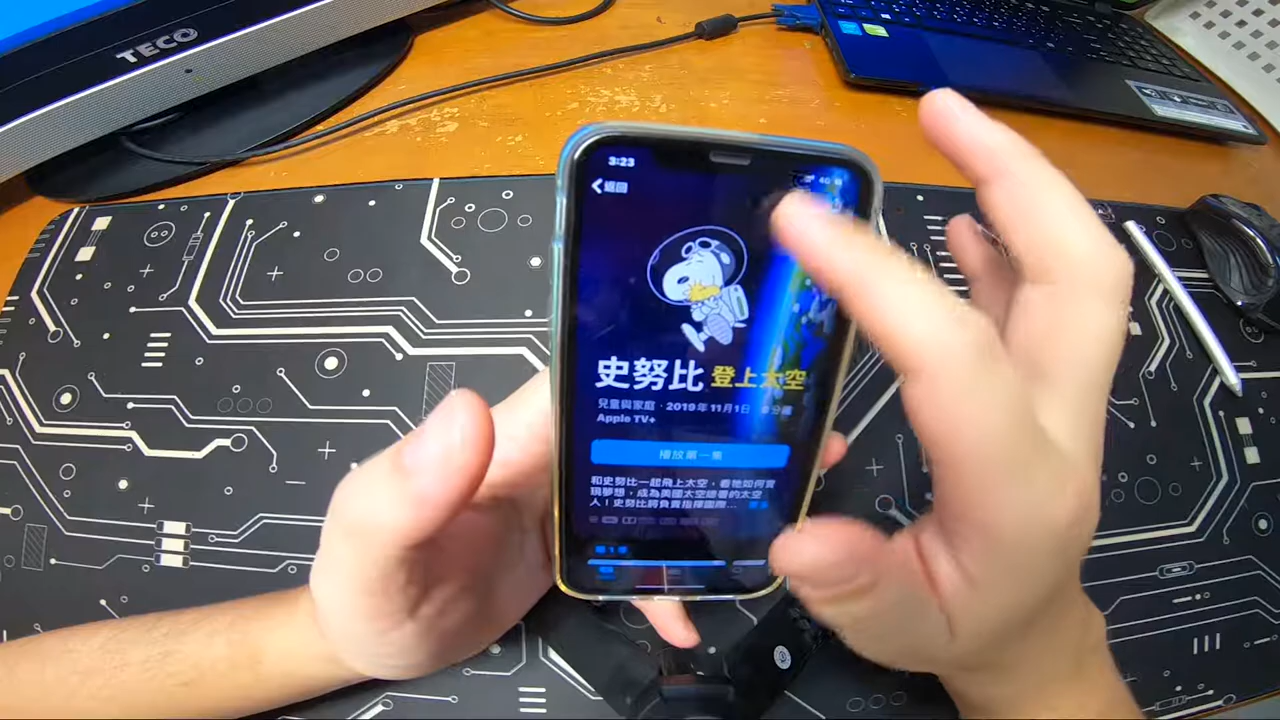 TECO
3:23
4G
返回
史努比 登上太空
兒童與家庭 · 2019年11月1日
Apple TV+
播放第一集
和史努比一起飛上太空，看牠如何實
現夢想，成為美國太空總署的太空
人！史努比將負責指揮國際...